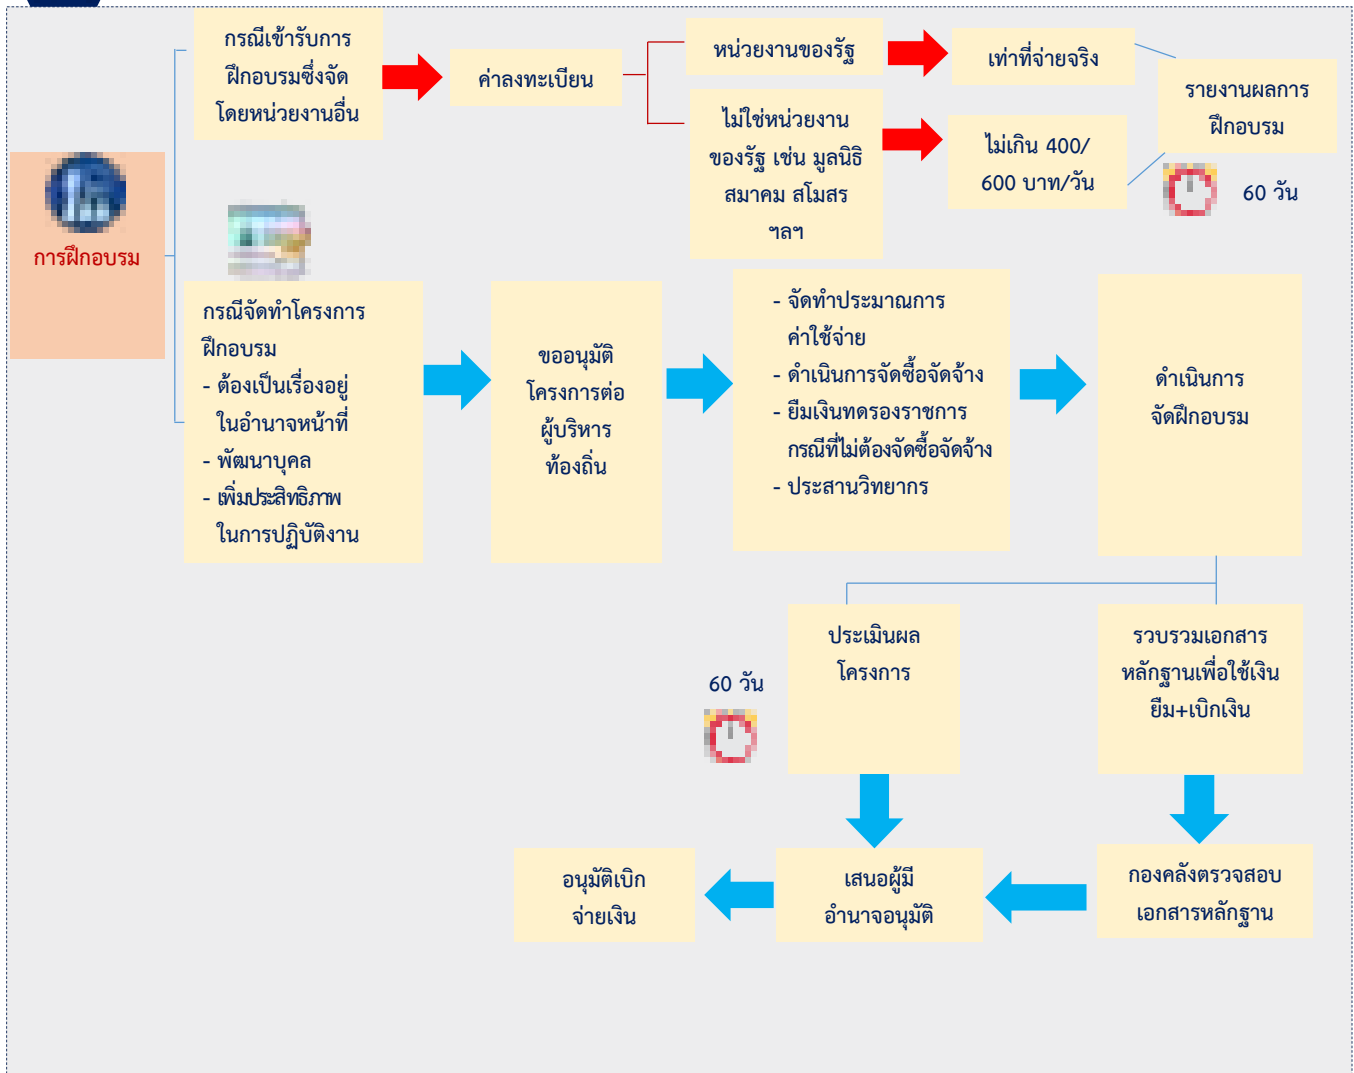 กรณีเข้ารับการ
ฝึกอบรมซึ่งจัด
โดยหน่วยงานอื่น
ค่าลงทะเบียน
หน่วยงานของรัฐ
เท่าที่จ่ายจริง
ไม่ใช่หน่วยงาน
ของรัฐ เช่น มูลนิธิ
สมาคม สโมสร
ฯลฯ
ไม่เกิน 400/
600 บาท/วัน
รายงานผลการ
ฝึกอบรม
60 วัน
การฝึกอบรม
กรณีจัดทำโครงการ
ฝึกอบรม
- ต้องเป็นเรื่องอยู่
ในอำนาจหน้าที่
- พัฒนาบุคล
- เพิ่มประสิทธิภาพ
ในการปฏิบัติงาน
ขออนุมัติ
โครงการต่อ
ผู้บริหาร
ท้องถิ่น
- จัดทำประมาณการ
ค่าใช้จ่าย
- ดำเนินการจัดซื้อจัดจ้าง
- ยืมเงินทดรองราชการ
กรณีที่ไม่ต้องจัดซื้อจัดจ้าง
- ประสานวิทยากร
ดำเนินการ
จัดฝึกอบรม
ประเมินผล
โครงการ
60 วัน
รวบรวมเอกสาร
หลักฐานเพื่อใช้เงิน
ยืม+เบิกเงิน
กองคลังตรวจสอบ
เอกสารหลักฐาน
เสนอผู้มี
อำนาจอนุมัติ
อนุมัติเบิก
จ่ายเงิน